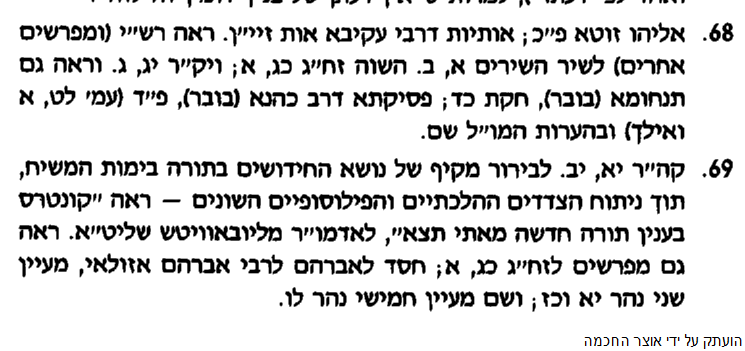 68. אליהו זוטא פ״כ; אותיות דרבי עקיבא אות זיי״ן. ראה רש״י (ומפרשים
אחרים) לשיר השירים א, ב. השוה זח״ג כג, א; ויק״ר יג, ג. וראה גם
תנחומא (בובר), חקת כד; פסיקתא דרב כהנא (בובר), פ״ד (עמ׳ לט, א
ואילך) ובהערות המו״ל שם.
69. קה״ר יא, יב. לבירור מקיף של נושא החידושים בתורה בימות המשיח,
תוך ניתוח הצדדים ההלכתיים והפילוסופיים השונים — ראה ״קונטרס
בענין תורה חדשה מאתי תצא״, לאדמו״ר מליובאוויטש שליט״א. ראה
גם מפרשים לזח״ג כג, א; חסד לאברהם לרבי אברהם אזולאי, מעיין
שני נהר יא וכז; ושם מעיין חמישי נהר לו.
הועתק על ידי אוצר החכמה